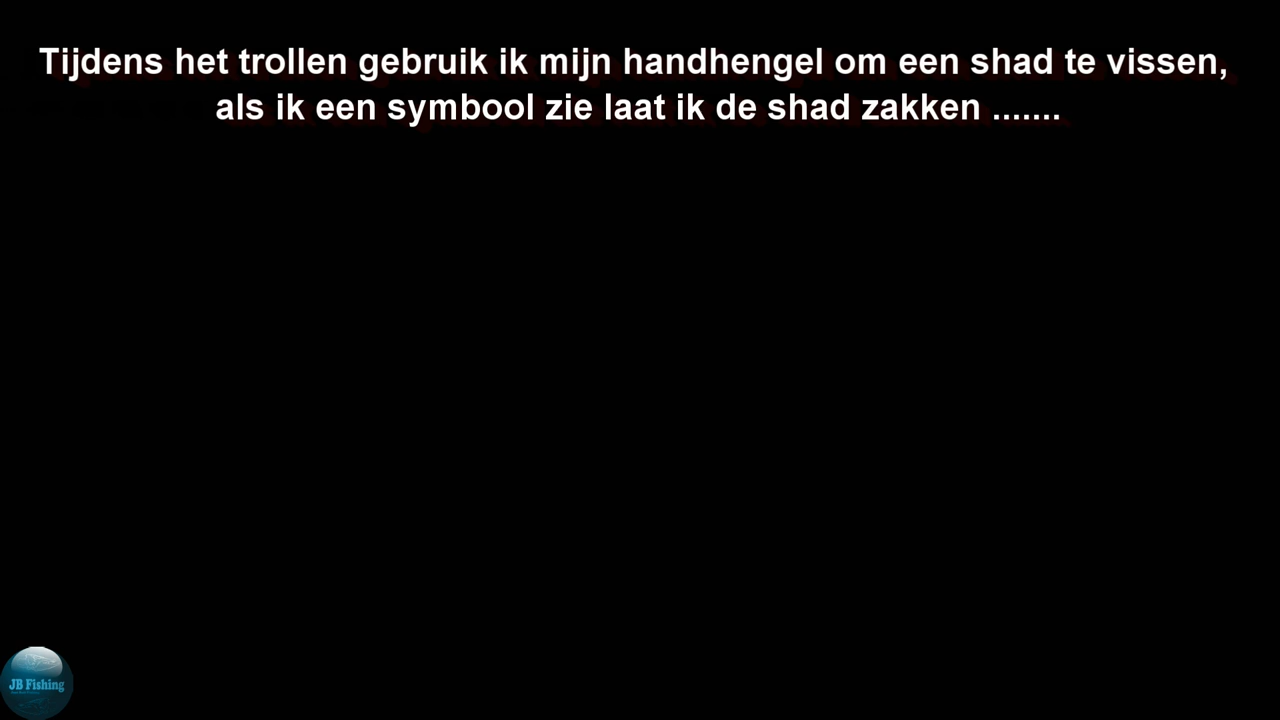 Tijdens het trollen gebruik ik mijn handhengel om een shad te vissen,
als ik een symbool zie laat ik de shad zakken .......
JB Fishing